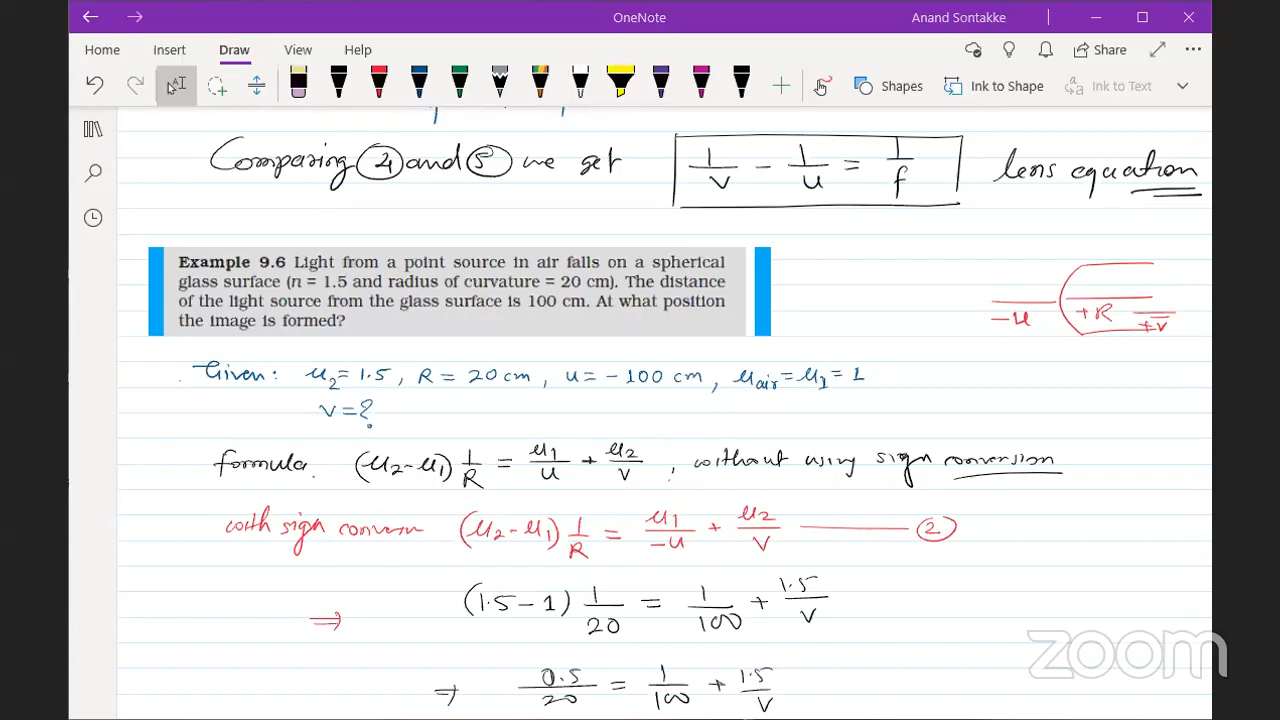 OneNote
Anand Sontakke
Home Insert Draw View Help
Share
Shapes
Ink to Shape
Ink to Text
Comparing 4 and 5 we get 1/v - 1/u = 1/f lens equation
Example 9.6 Light from a point source in air falls on a spherical
glass surface (n = 1.5 and radius of curvature = 20 cm). The distance
of the light source from the glass surface is 100 cm. At what position
the image is formed?
-u +R +v
Given: μ2 = 1.5, R = 20 cm, u = - 100 cm, μair = μ1 = 1
v = ?
formula. (μ2-μ1) 1/R = μ1/u + μ2/v, without using sign conversion
with sign (μ2-μ1) 1/R = μ1/-u + μ2/v 2
⇒ (1.5 - 1) 1/20 = 1/100 + 1.5/v
⇒ 0.5/20 = 1/100 + 1.5/v
zoom